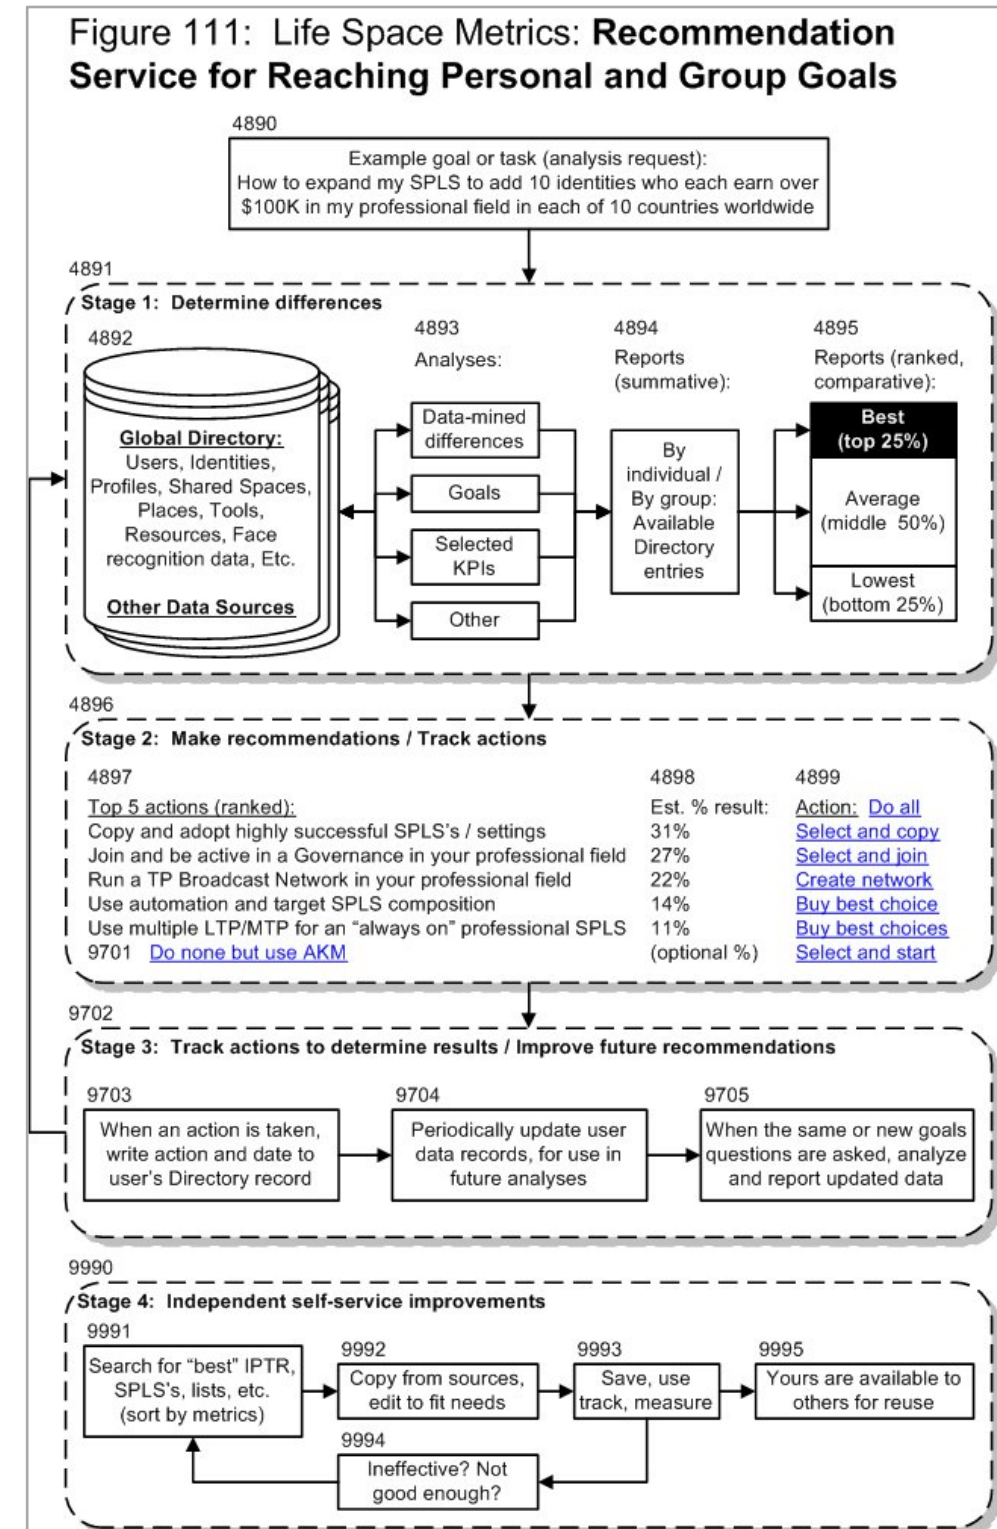 Figure 111: Life Space Metrics: Recommendation
Service for Reaching Personal and Group Goals
4890
Example goal or task (analysis request):
How to expand my SPLS to add 10 identities who each earn over
$100K in my professional field in each of 10 countries worldwide
4891
Stage 1: Determine differences
4892
Global Directory:
Users, Identities,
Profiles, Shared Spaces,
Places, Tools,
Resources, Face
recognition data, Etc.
Other Data Sources
4893
Analyses:
Data-mined
differences
Goals
Selected
KPIs
Other
4894
Reports
(summative):
By
individual /
By group:
Available
Directory
entries
4895
Reports (ranked,
comparative):
Best
(top 25%)
Average
(middle 50%)
Lowest
(bottom 25%)
4896
Stage 2: Make recommendations / Track actions
4897 4898 4899
Top 5 actions (ranked): Est. % result: Action: Do all
Copy and adopt highly successful SPLS's / settings 31% Select and copy
Join and be active in a Governance in your professional field 27% Select and join
Run a TP Broadcast Network in your professional field 22% Create network
Use automation and target SPLS composition 14% Buy best choice
Use multiple LTP/MTP for an “always on” professional SPLS 11% Buy best choices
9701 Do none but use AKM (optional %) Select and start
9702
Stage 3: Track actions to determine results / Improve future recommendations
9703
When an action is taken,
write action and date to
user's Directory record
9704
Periodically update user
data records, for use in
future analyses
9705
When the same or new goals
questions are asked, analyze
and report updated data
9990
Stage 4: Independent self-service improvements
9991
Search for “best” IPTR,
SPLS's, lists, etc.
(sort by metrics)
9992
Copy from sources,
edit to fit needs
9993
Save, use
track, measure
9995
Yours are available to
others for reuse
9994
Ineffective? Not
good enough?